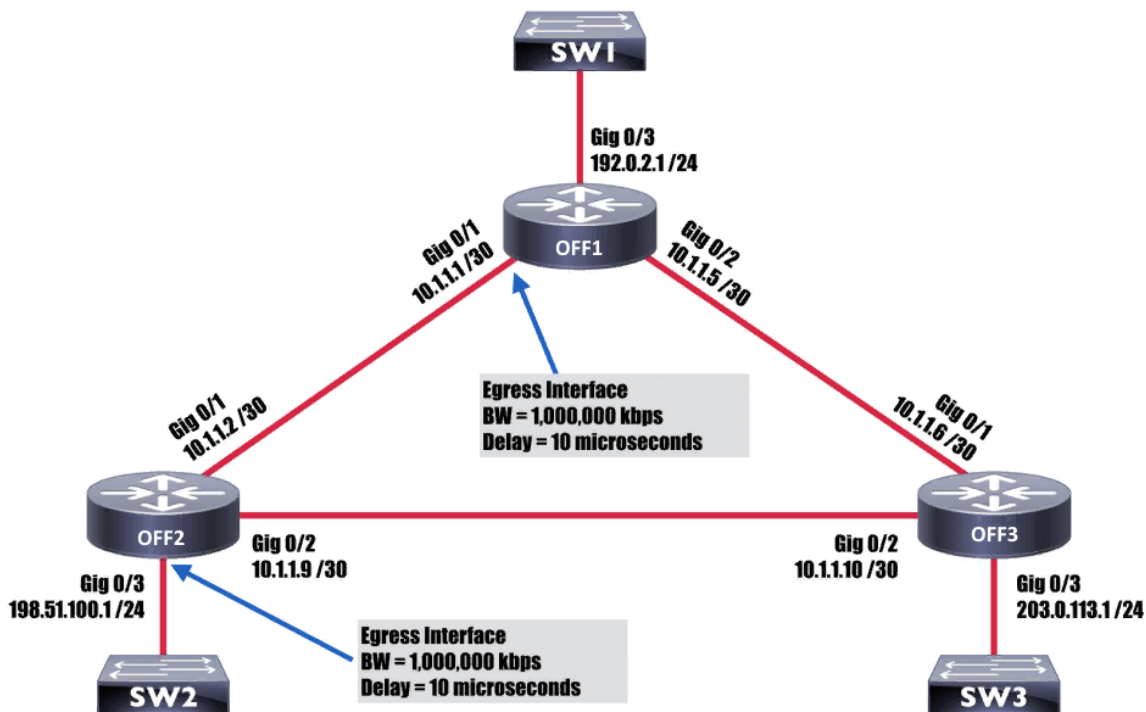 SW1
Gig 0/3
192.0.2.1 /24
OFF1
Gig 0/1
10.1.1.1 /30
Gig 0/2
10.1.1.5 /30
Egress Interface
BW = 1,000,000 kbps
Delay = 10 microseconds
Gig 0/1
10.1.1.2 /30
Gig 0/1
10.1.1.6 /30
OFF2
OFF3
Gig 0/2
10.1.1.9 /30
Gig 0/2
10.1.1.10 /30
Gig 0/3
198.51.100.1 /24
Gig 0/3
203.0.113.1 /24
Egress Interface
BW = 1,000,000 kbps
Delay = 10 microseconds
SW2
SW3